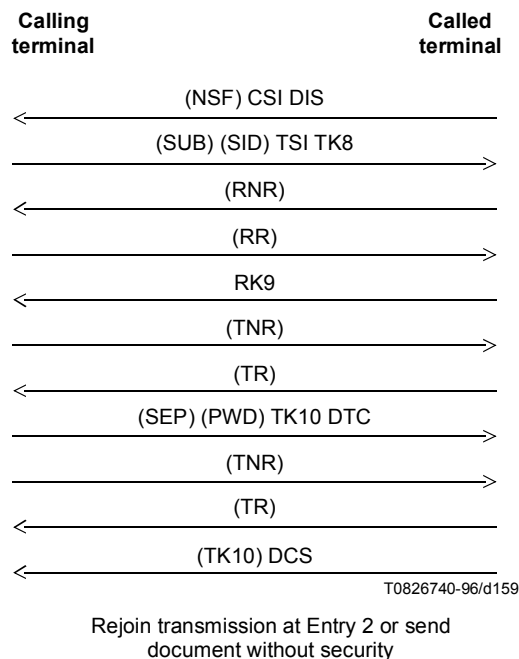 Calling
terminal
Called
terminal
(NSF) CSI DIS
(SUB) (SID) TSI TK8
(RNR)
(RR)
RK9
(TNR)
(TR)
(SEP) (PWD) TK10 DTC
(TNR)
(TR)
(TK10) DCS
T0826740-96/d159
Rejoin transmission at Entry 2 or send
document without security